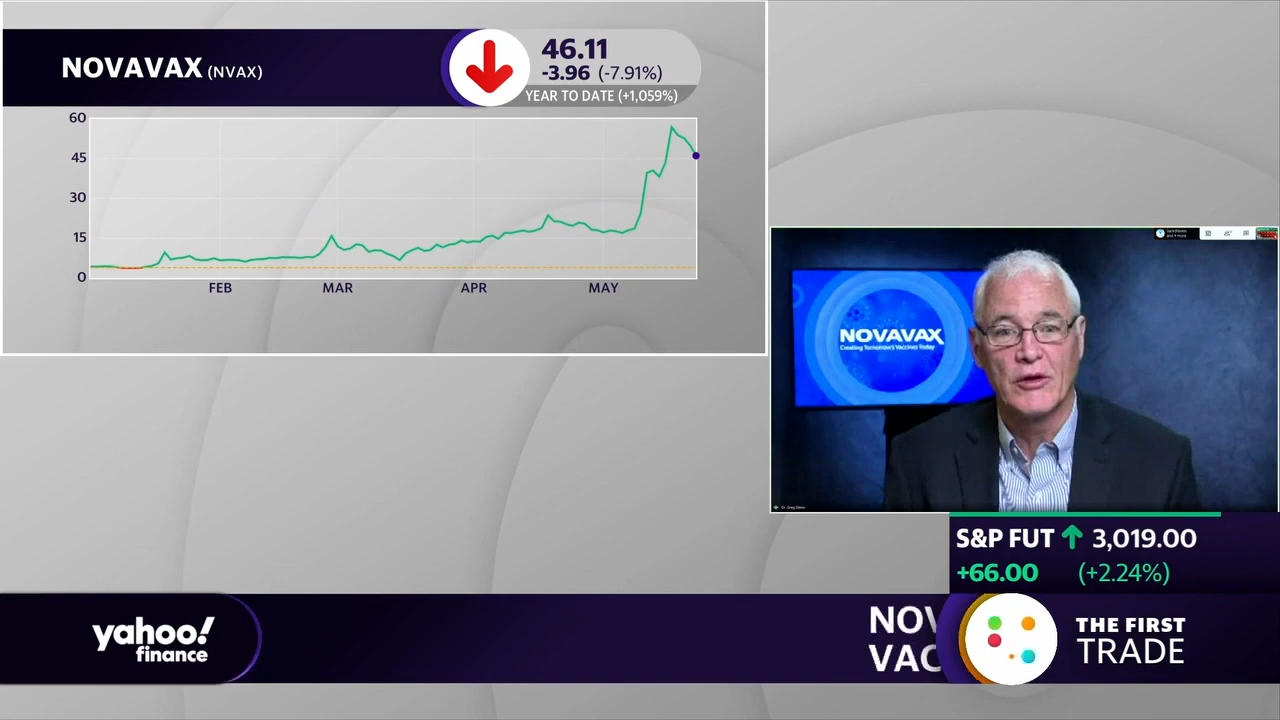 NOVAVAX (NVAX)
46.11
-3.96 (-7.91%)
YEAR TO DATE (+1,059%)
60
45
30
15
0
FEB MAR APR MAY
NOVAVAX
Creating Tomorrow's Vaccines Today
S&P FUT 3,019.00
+66.00 (+2.24%)
yahoo!
finance
NOV
VAC
THE FIRST
TRADE